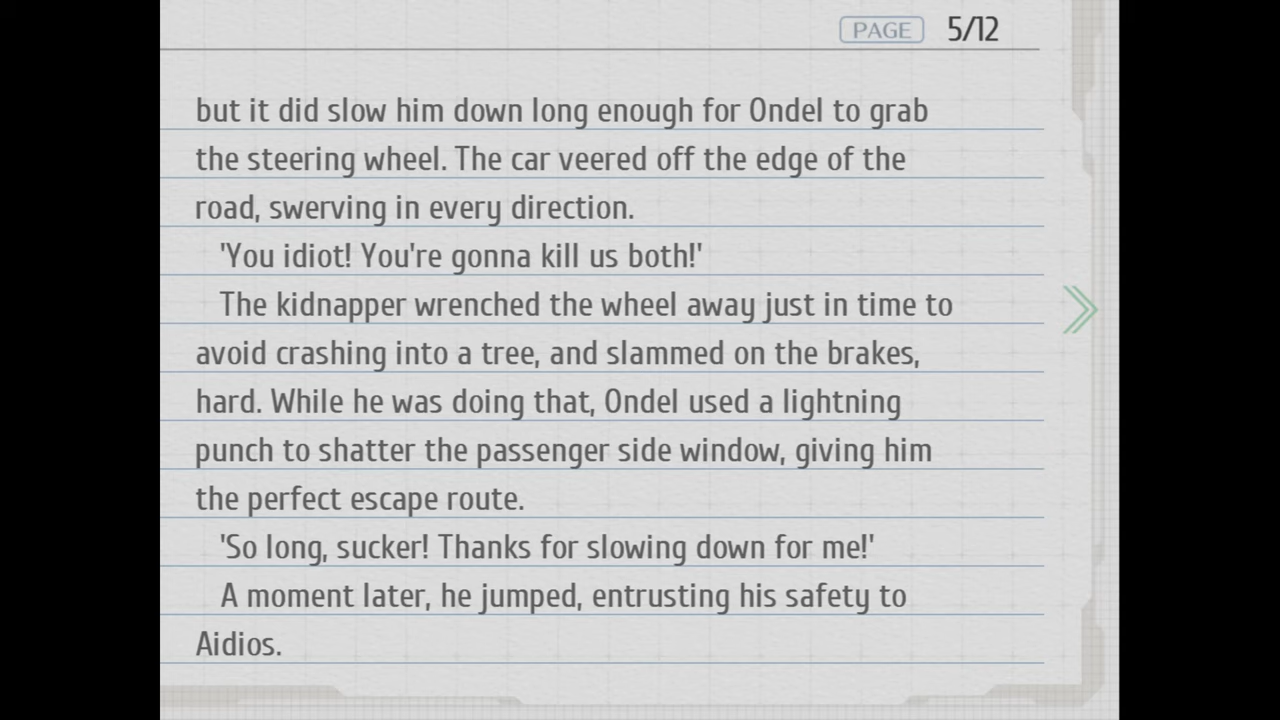 PAGE 5/12
but it did slow him down long enough for Ondel to grab
the steering wheel. The car veered off the edge of the
road, swerving in every direction.
'You idiot! You're gonna kill us both!'
The kidnapper wrenched the wheel away just in time to
avoid crashing into a tree, and slammed on the brakes,
hard. While he was doing that, Ondel used a lightning
punch to shatter the passenger side window, giving him
the perfect escape route.
'So long, sucker! Thanks for slowing down for me!'
A moment later, he jumped, entrusting his safety to
Aidios.